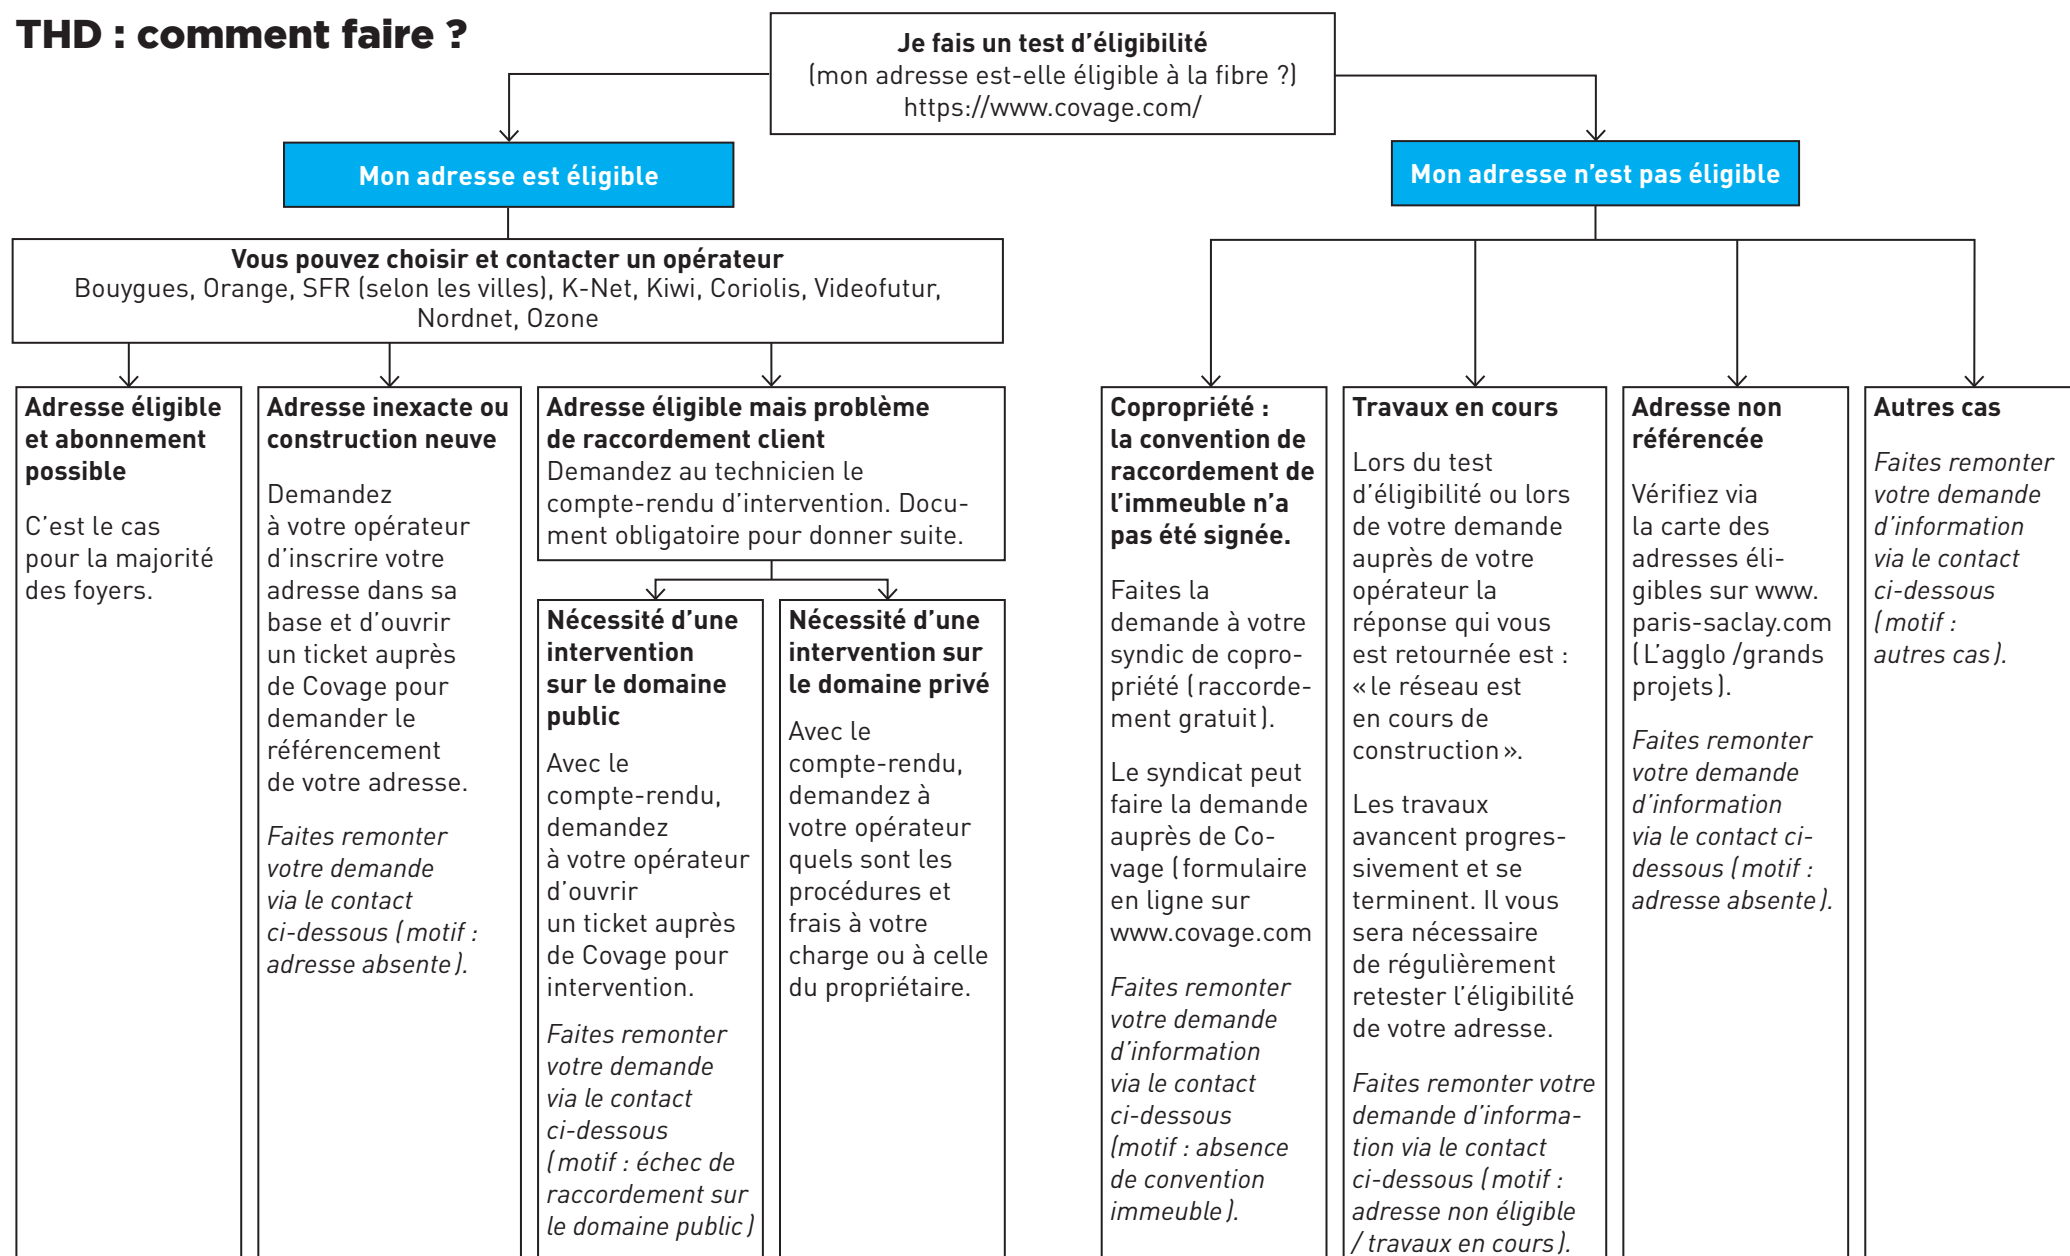 THD : comment faire ?
Je fais un test d’éligibilité
(mon adresse est-elle éligible à la fibre ?)
https://www.covage.com/
Mon adresse est éligible
Vous pouvez choisir et contacter un opérateur
Bouygues, Orange, SFR (selon les villes), K-Net, Kiwi, Coriolis, Videofutur,
Nordnet, Ozone
Adresse éligible
et abonnement
possible
C’est le cas
pour la majorité
des foyers.
Adresse inexacte ou
construction neuve
Demandez
à votre opérateur
d’inscrire votre
adresse dans sa
base et d’ouvrir
un ticket auprès
de Covage pour
demander le
référencement
de votre adresse.
Faites remonter
votre demande
via le contact
ci-dessous (motif :
adresse absente).
Adresse éligible mais problème
de raccordement client
Demandez au technicien le
compte-rendu d’intervention. Docu-
ment obligatoire pour donner suite.
Nécessité d’une
intervention
sur le domaine
public
Avec le
compte-rendu,
demandez
à votre opérateur
d’ouvrir
un ticket auprès
de Covage pour
intervention.
Faites remonter
votre demande
via le contact
ci-dessous
(motif : échec de
raccordement sur
le domaine public)
Nécessité d’une
intervention sur
le domaine privé
Avec le
compte-rendu,
demandez à
votre opérateur
quels sont les
procédures et
frais à votre
charge ou à celle
du propriétaire.
Mon adresse n’est pas éligible
Copropriété :
la convention de
raccordement de
l’immeuble n’a
pas été signée.
Faites la
demande à votre
syndic de copro-
priété (raccorde-
ment gratuit).
Le syndicat peut
faire la demande
auprès de Co-
vage (formulaire
en ligne sur
www.covage.com
Faites remonter
votre demande
d’information
via le contact
ci-dessous
(motif : absence
de convention
immeuble).
Travaux en cours
Lors du test
d’éligibilité ou lors
de votre demande
auprès de votre
opérateur la
réponse qui vous
est retournée est :
« le réseau est
en cours de
construction ».
Les travaux
avancent progres-
sivement et se
terminent. Il vous
sera nécessaire
de régulièrement
retester l’éligibilité
de votre adresse.
Faites remonter votre
demande d’informa-
tion via le contact
ci-dessous (motif :
adresse non éligible
/ travaux en cours).
Adresse non
référencée
Vérifiez via
la carte des
adresses éli-
gibles sur www.
paris-saclay.com
(L’agglo /grands
projets).
Faites remonter
votre demande
d’information
via le contact ci-
dessous (motif :
adresse absente).
Autres cas
Faites remonter
votre demande
d’information
via le contact
ci-dessous
(motif :
autres cas).